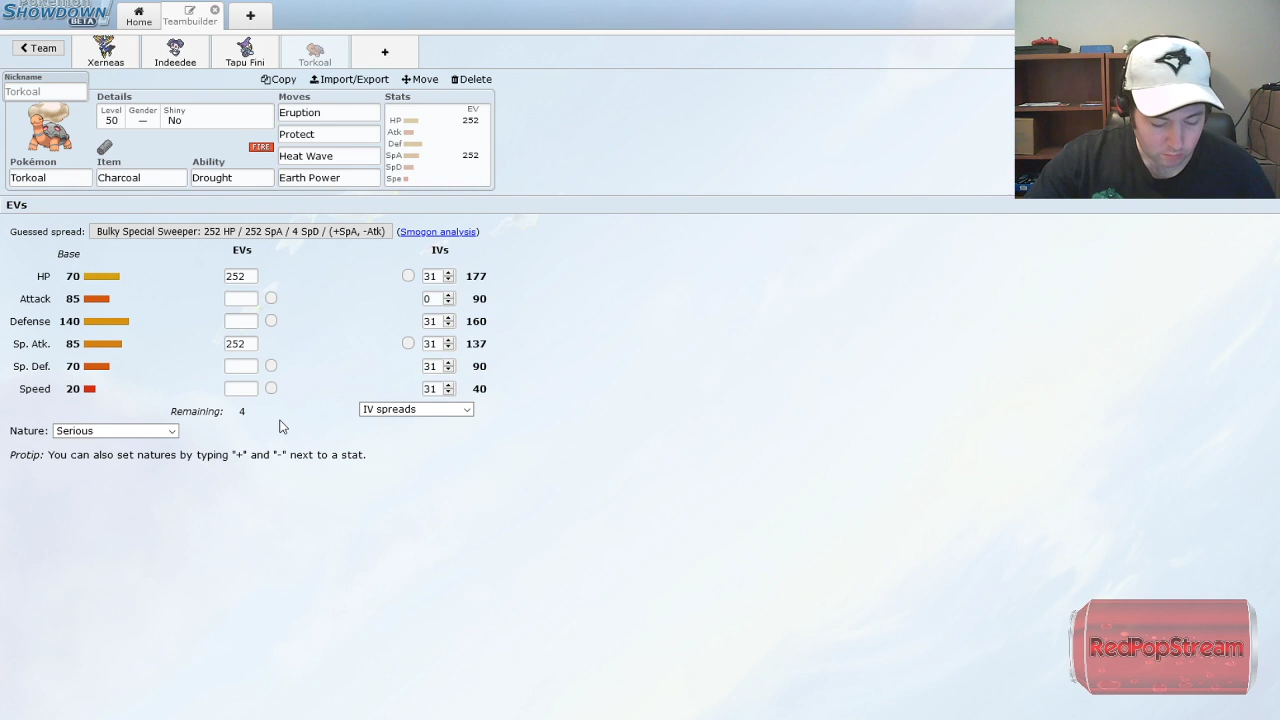 POKÉMON
SHOWDOWN
BETA
Home
Teambuilder
+
< Team
Xerneas
Indeedee
Tapu Fini
Torkoal
+
Copy Import/Export Move Delete
Nickname
Torkoal
Details
Level Gender Shiny
50 — No
FIRE
Pokémon Item Ability
Torkoal Charcoal Drought
Moves
Eruption
Protect
Heat Wave
Earth Power
Stats
EV
HP 252
Atk
Def
SpA 252
SpD
Spe
EVs
Guessed spread: Bulky Special Sweeper: 252 HP / 252 SpA / 4 SpD / (+SpA, -Atk) (Smogon analysis)
Base EVs IVs
HP 70 252 31 177
Attack 85 0 90
Defense 140 31 160
Sp. Atk. 85 252 31 137
Sp. Def. 70 31 90
Speed 20 31 40
Remaining: 4 IV spreads
Nature: Serious
Protip: You can also set natures by typing "+" and "-" next to a stat.
RedPopStream